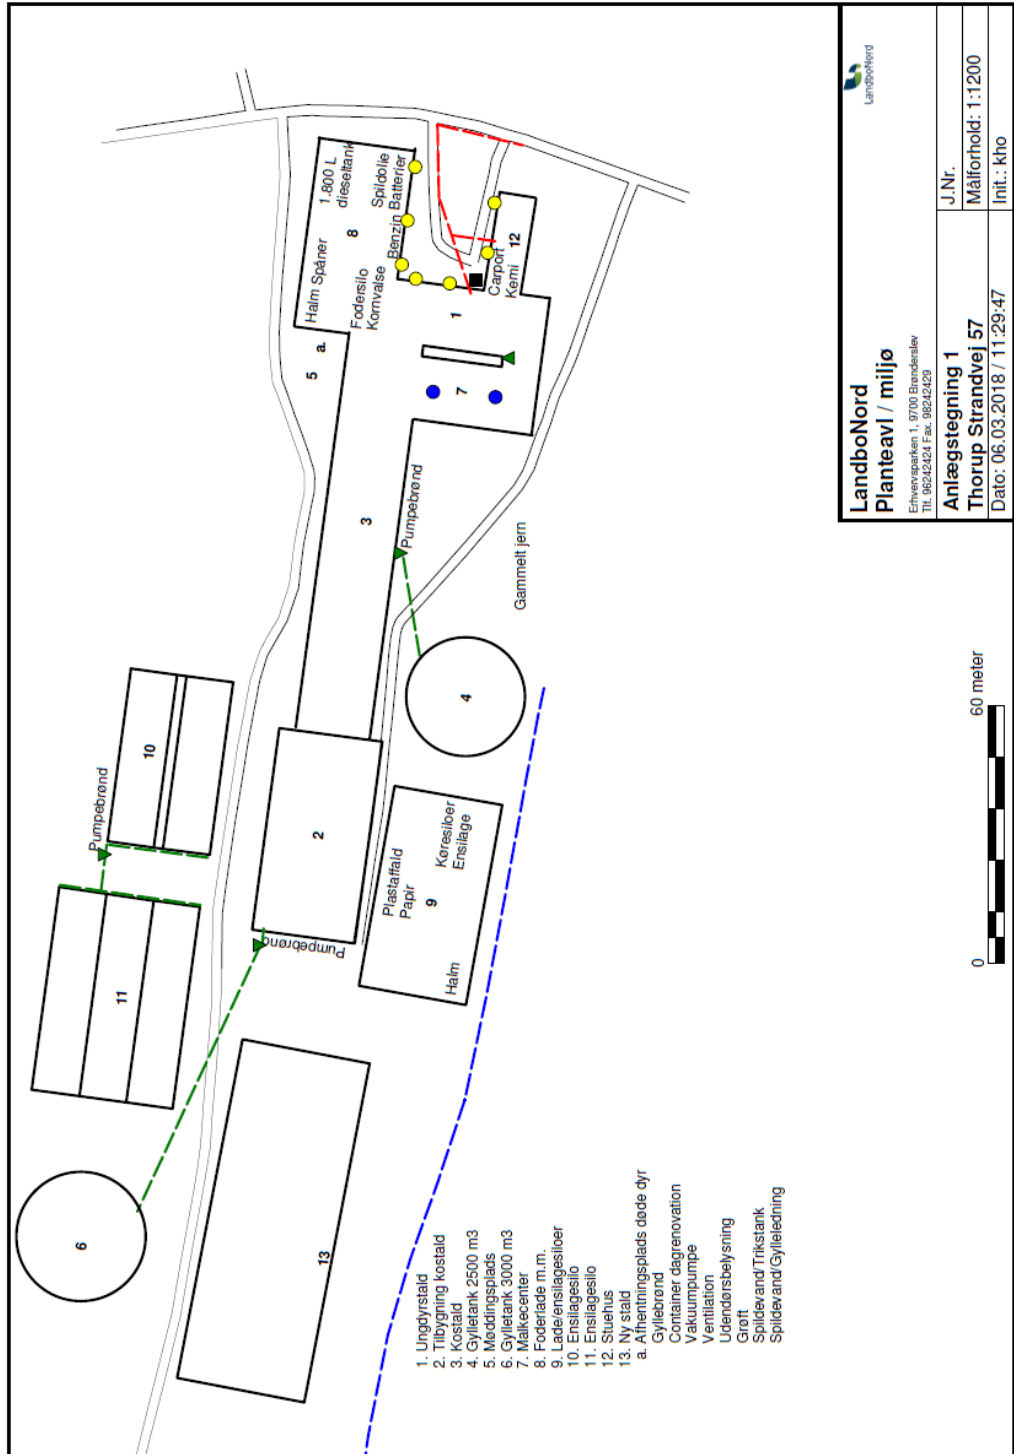 LandboNord
LandboNord
Planteavl / miljø
Erhvervsparken 1, 9700 Brønderslev
Tlf. 96242424 Fax. 98242429
Anlægstegning 1
Thorup Strandvej 57
Dato: 06.03.2018 / 11:29:47
J.Nr.
Målforhold: 1:1200
Init.: kho
6
11
Pumpebrønd
10
13
Pumpebrønd
2
Plastaffald
Papir
9
Køresiloer
Ensilage
Halm
4
3
Pumpebrønd
Gammelt jern
5
a.
Halm Spåner
1.800 L
dieseltank
8
Fodersilo
Kornvalse
Benzin Batterier
Spildolie
1
7
Carport
Kemi
12
0
60 meter
1. Ungdyrstald
2. Tilbygning kostald
3. Kostald
4. Gylletank 2500 m3
5. Møddingsplads
6. Gylletank 3000 m3
7. Malkecenter
8. Foderlade m.m.
9. Lade/ensilagesiloer
10. Ensilagesilo
11. Ensilagesilo
12. Stuehus
13. Ny stald
a. Afhentningsplads døde dyr
Gyllebrønd
Container dagrenovation
Vakuumpumpe
Ventilation
Udendørsbelysning
Grøft
Spildevand/Trikstank
Spildevand/Gylleledning